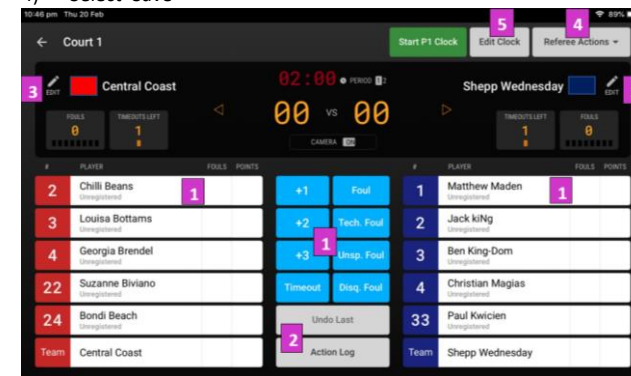 4) Select Save
10:46 pm Thu 20 Feb 89%
5 4
← Court 1 Start P1 Clock Edit Clock Referee Actions
3 EDIT Central Coast 02:00 PERIOD 1 2 Shepp Wednesday EDIT
FOULS TIMEOUTS LEFT 00 VS 00 TIMEOUTS LEFT FOULS
0 1 1 0
CAMERA ON
# PLAYER FOULS POINTS # PLAYER FOULS POINTS
2 Chilli Beans 1 +1 Foul 1 Matthew Maden 1
Unregistered Unregistered
3 Louisa Bottams +2 Tech. Foul 2 Jack kiNg
Unregistered 1 Unregistered
4 Georgia Brendel +3 Unsp. Foul 3 Ben King-Dom
Unregistered Unregistered
22 Suzanne Biviano Timeout Disq. Foul 4 Christian Magias
Unregistered Unregistered
24 Bondi Beach Undo Last 33 Paul Kwicien
Unregistered 2 Unregistered
Team Central Coast Action Log Team Shepp Wednesday